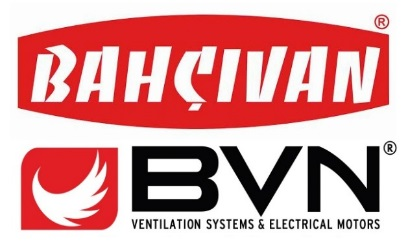 BAHÇIVAN®
BVN®
VENTILATION SYSTEMS & ELECTRICAL MOTORS